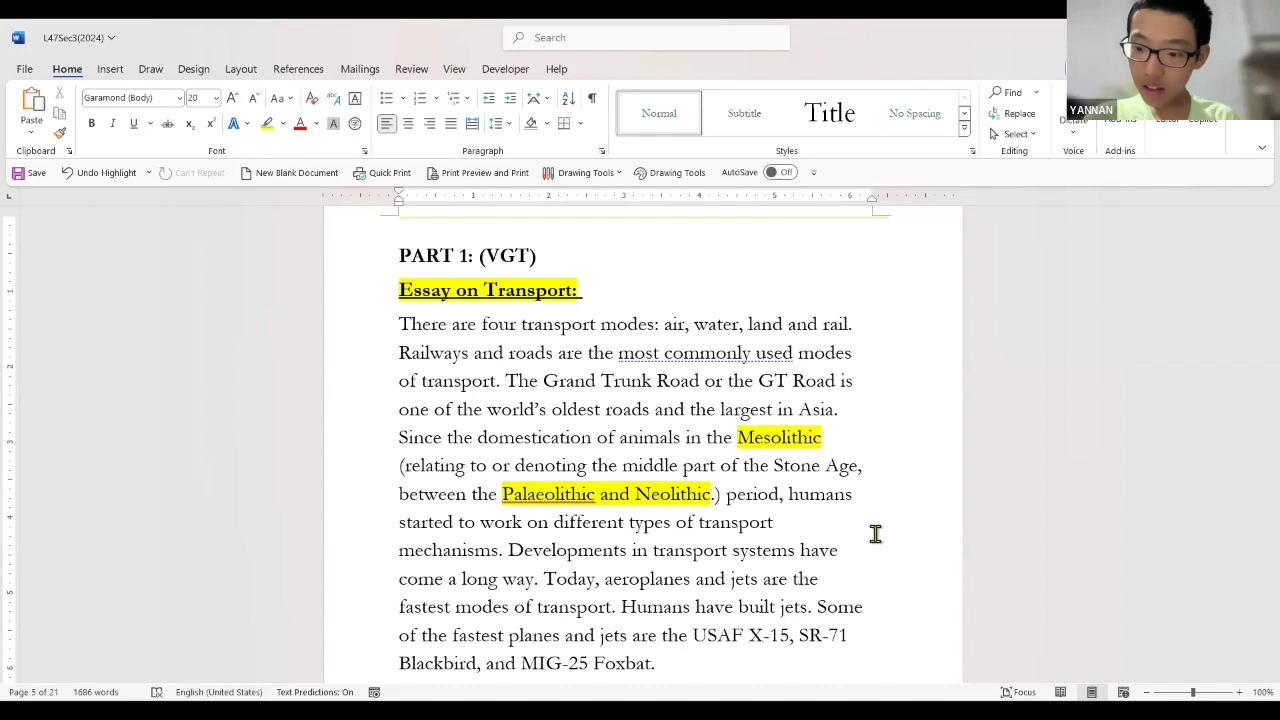 L47Sec3(2024)
Search
File Home Insert Draw Design Layout References Mailings Review View Developer Help
YANNAN
Paste
Garamond (Body) 20
Normal Subtitle Title No Spacing
Find
Replace
Select
Dictate
Clipboard Font Paragraph Styles Editing Voice Add-ins
Save Undo Highlight Can't Repeat New Blank Document Quick Print Print Preview and Print Drawing Tools Drawing Tools AutoSave Off
1 2 3 4 5 6
PART 1: (VGT)
Essay on Transport:
There are four transport modes: air, water, land and rail.
Railways and roads are the most commonly used modes
of transport. The Grand Trunk Road or the GT Road is
one of the world's oldest roads and the largest in Asia.
Since the domestication of animals in the Mesolithic
(relating to or denoting the middle part of the Stone Age,
between the Palaeolithic and Neolithic.) period, humans
started to work on different types of transport
mechanisms. Developments in transport systems have
come a long way. Today, aeroplanes and jets are the
fastest modes of transport. Humans have built jets. Some
of the fastest planes and jets are the USAF X-15, SR-71
Blackbird, and MIG-25 Foxbat.
Page 5 of 21 1686 words English (United States) Text Predictions: On Focus 100%